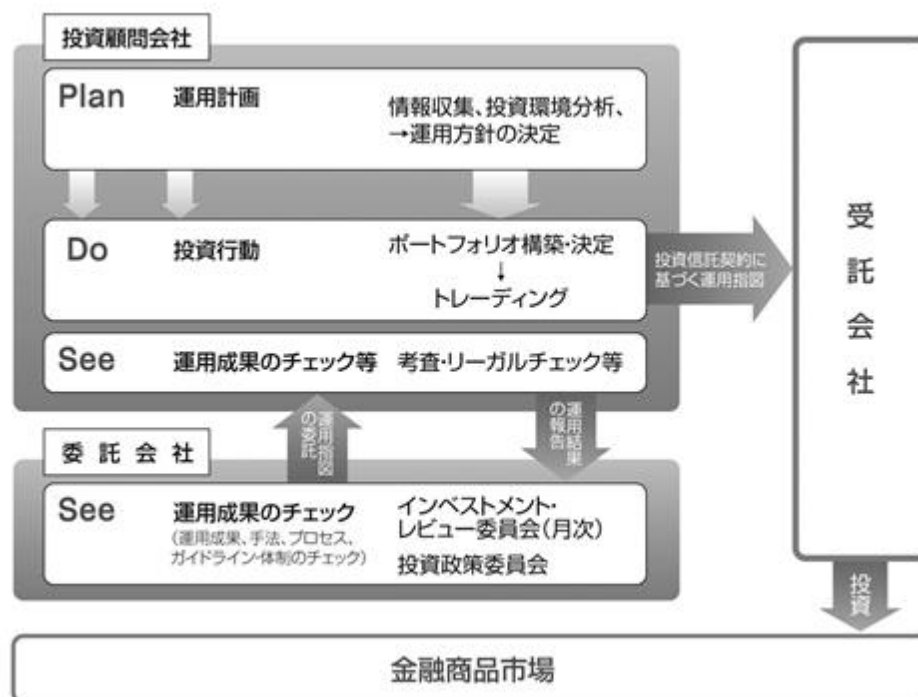 投資顧問会社
Plan 運用計画
情報収集、投資環境分析、
→運用方針の決定
Do 投資行動
ポートフォリオ構築・決定
↓
トレーディング
投資信託契約に
基づく運用指図
See 運用成果のチェック等 考査・リーガルチェック等
運用指図
の委託
運用結果
の報告
委託会社
See 運用成果のチェック
(運用成果、手法、プロセス、
ガイドライン・体制のチェック)
インベストメント・
レビュー委員会(月次)
投資政策委員会
受託会社
投資
金融商品市場